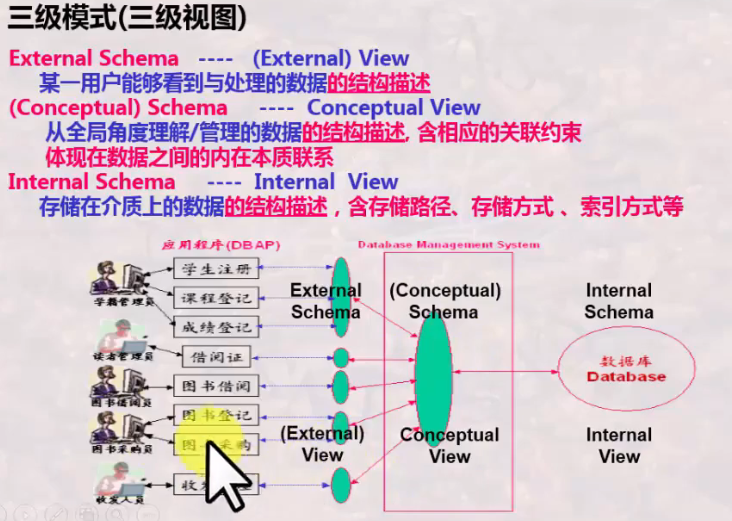 三级模式(三级视图)
External Schema ---- (External) View
某一用户能够看到与处理的数据的结构描述
(Conceptual) Schema ---- Conceptual View
从全局角度理解/管理的数据的结构描述, 含相应的关联约束
体现在数据之间的内在本质联系
Internal Schema ---- Internal View
存储在介质上的数据的结构描述，含存储路径、存储方式 、索引方式等
应用程序(DBAP)
Database Management System
学生注册
课程登记
学籍管理员
成绩登记
External
Schema
(Conceptual)
Schema
Internal
Schema
读者管理员
借阅证
数据库
Database
图书借阅员
图书借阅
图书登记
图书采购员
图 采购
(External)
View
Conceptual
View
Internal
View
收发人员
收发